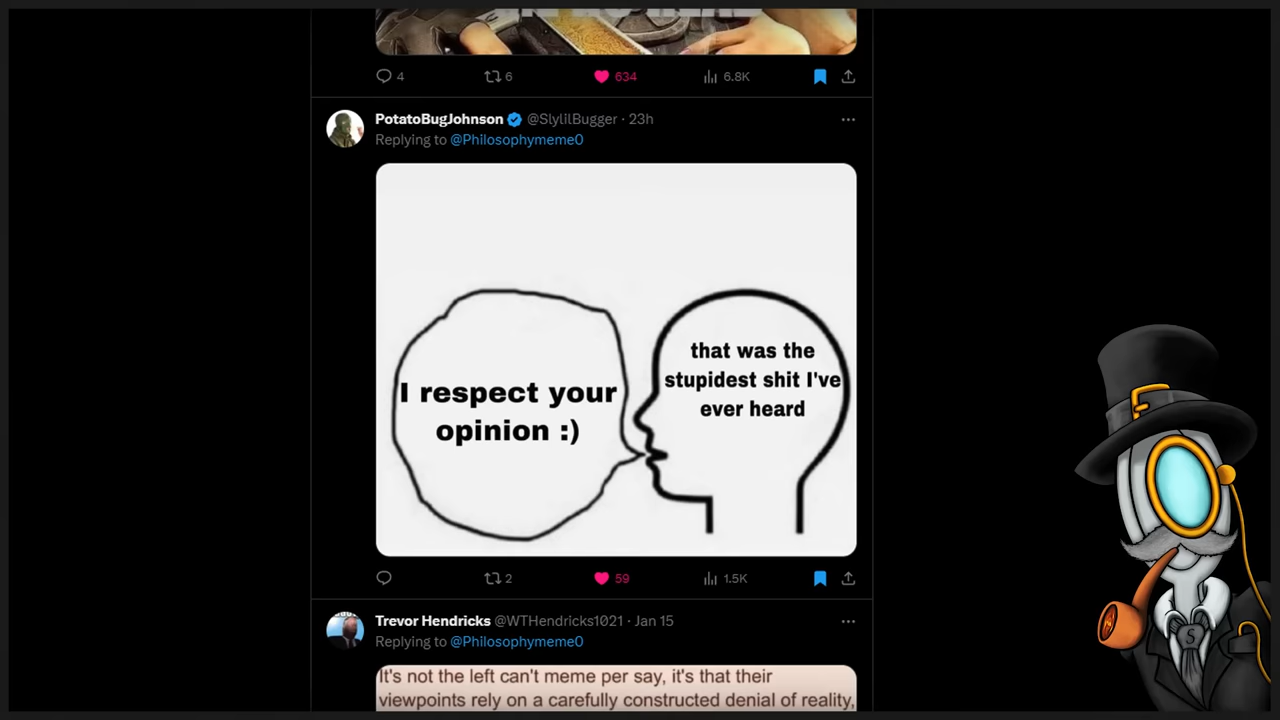 4
6
634
6.8K
PotatoBugJohnson @SlylilBugger · 23h
Replying to @Philosophymeme0
I respect your
opinion :)
that was the
stupidest shit I've
ever heard
2
59
1.5K
Trevor Hendricks @WTHendricks1021 · Jan 15
Replying to @Philosophymeme0
It's not the left can't meme per say, it's that their
viewpoints rely on a carefully constructed denial of reality,
S